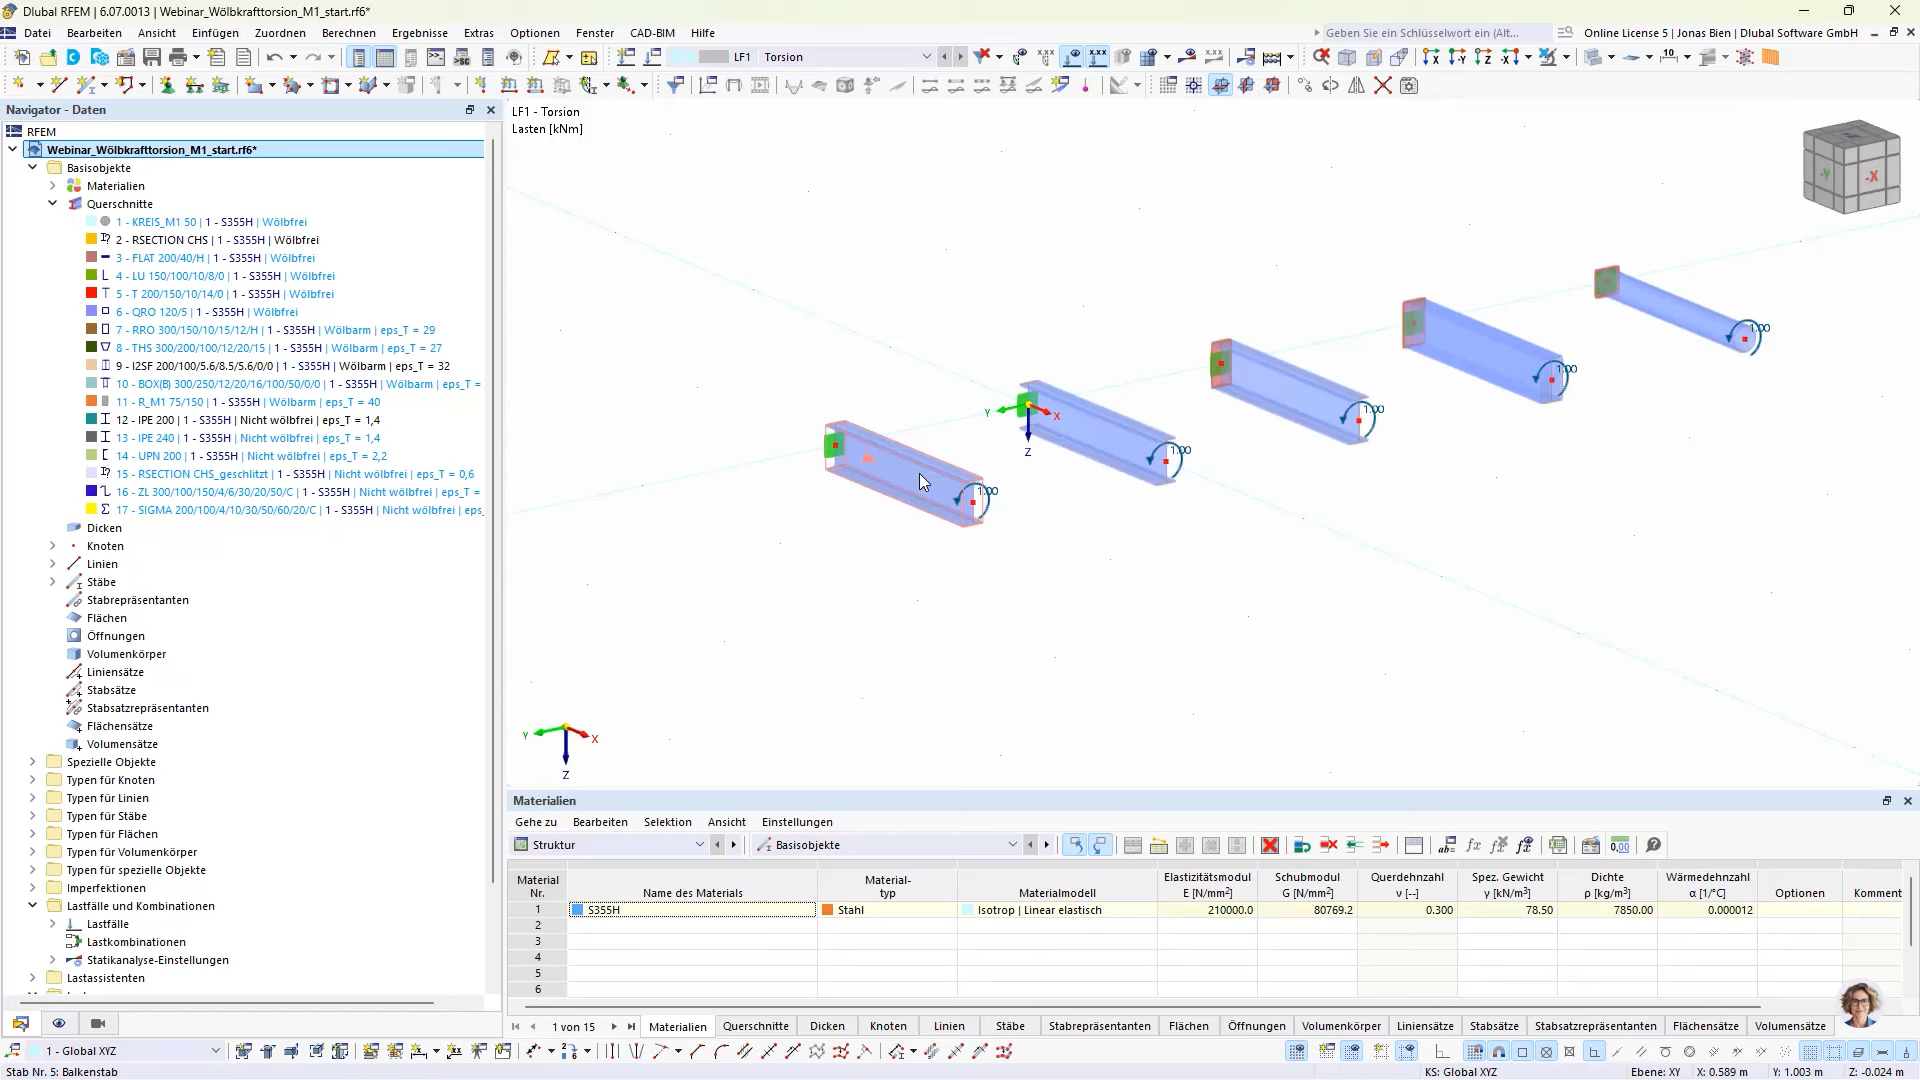 Dlubal RFEM | 6.07.0013 | Webinar_Wölbkrafttorsion_M1_start.rf6*
Datei Bearbeiten Ansicht Einfügen Zuordnen Berechnen Ergebnisse Extras Optionen Fenster CAD-BIM Hilfe
Geben Sie ein Schlüsselwort ein (Alt... Online License 5 | Jonas Bien | Dlubal Software GmbH
LF1 Torsion
Navigator - Daten
RFEM
Webinar_Wölbkrafttorsion_M1_start.rf6*
Basisobjekte
Materialien
Querschnitte
1 - KREIS_M1 50 | 1 - S355H | Wölbfrei
2 - RSECTION CHS | 1 - S355H | Wölbfrei
3 - FLAT 200/40/H | 1 - S355H | Wölbfrei
4 - LU 150/100/10/8/0 | 1 - S355H | Wölbfrei
5 - T 200/150/10/14/0 | 1 - S355H | Wölbfrei
6 - QRO 120/5 | 1 - S355H | Wölbfrei
7 - RRO 300/150/10/15/12/H | 1 - S355H | Wölbarm | eps_T = 29
8 - THS 300/200/100/12/20/15 | 1 - S355H | Wölbarm | eps_T = 27
9 - I2SF 200/100/5.6/8.5/5.6/0/0 | 1 - S355H | Wölbarm | eps_T = 32
10 - BOX(B) 300/250/12/20/16/100/50/0/0 | 1 - S355H | Wölbarm | eps_T =
11 - R_M1 75/150 | 1 - S355H | Wölbarm | eps_T = 40
12 - IPE 200 | 1 - S355H | Nicht wölbfrei | eps_T = 1,4
13 - IPE 240 | 1 - S355H | Nicht wölbfrei | eps_T = 1,4
14 - UPN 200 | 1 - S355H | Nicht wölbfrei | eps_T = 2,2
15 - RSECTION CHS_geschlitzt | 1 - S355H | Nicht wölbfrei | eps_T = 0,6
16 - ZL 300/100/150/4/6/30/20/50/C | 1 - S355H | Nicht wölbfrei | eps_T =
17 - SIGMA 200/100/4/10/30/50/60/20/C | 1 - S355H | Nicht wölbfrei | eps_
Dicken
Knoten
Linien
Stäbe
Stabrepräsentanten
Flächen
Öffnungen
Volumenkörper
Liniensätze
Stabsätze
Stabsatzrepräsentanten
Flächensätze
Volumensätze
Spezielle Objekte
Typen für Knoten
Typen für Linien
Typen für Stäbe
Typen für Flächen
Typen für Volumenkörper
Typen für spezielle Objekte
Imperfektionen
Lastfälle und Kombinationen
Lastfälle
Lastkombinationen
Statikanalyse-Einstellungen
Lastassistenten
LF1 - Torsion
Lasten [kNm]
-Y -X
1.00
1.00
1.00
1.00
1.00
Y X
Z
Y X
Z
Materialien
Gehe zu Bearbeiten Selektion Ansicht Einstellungen
Struktur Basisobjekte
Material Nr. Name des Materials Material-typ Materialmodell Elastizitätsmodul E [N/mm²] Schubmodul G [N/mm²] Querdehnzahl ν [--] Spez. Gewicht γ [kN/m³] Dichte ρ [kg/m³] Wärmedehnzahl α [1/°C] Optionen Komment
1 S355H Stahl Isotrop | Linear elastisch 210000.0 80769.2 0.300 78.50 7850.00 0.000012
2
3
4
5
6
1 von 15 Materialien Querschnitte Dicken Knoten Linien Stäbe Stabrepräsentanten Flächen Öffnungen Volumenkörper Liniensätze Stabsätze Stabsatzrepräsentanten Flächensätze Volumensätze
1 - Global XYZ
Stab Nr. 5: Balkenstab KS: Global XYZ Ebene: XY X: 0.589 m Y: 1.003 m Z: -0.024 m